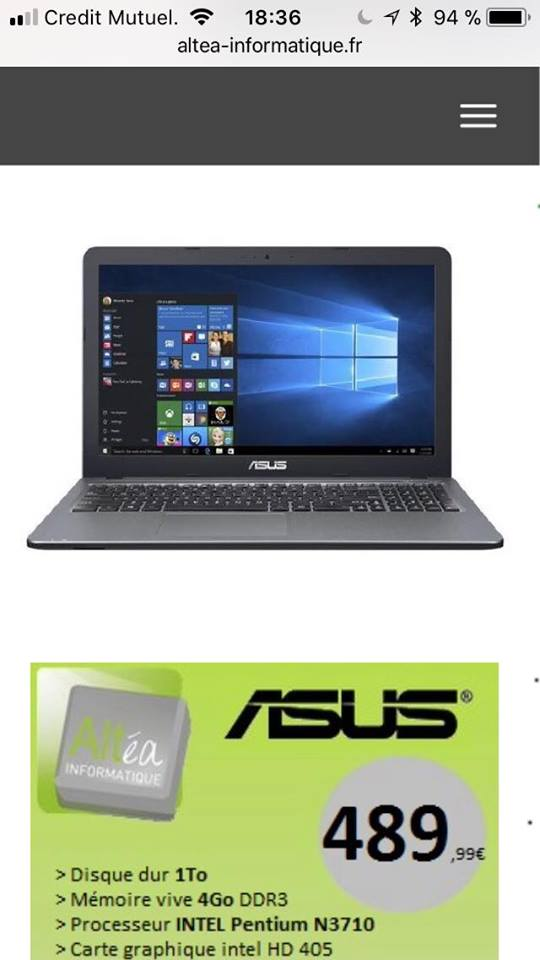 Credit Mutuel. 18:36 94 %
altea-informatique.fr
ASUS
Altéa
INFORMATIQUE
ASUS®
489,99€
> Disque dur 1To
> Mémoire vive 4Go DDR3
> Processeur INTEL Pentium N3710
> Carte graphique intel HD 405